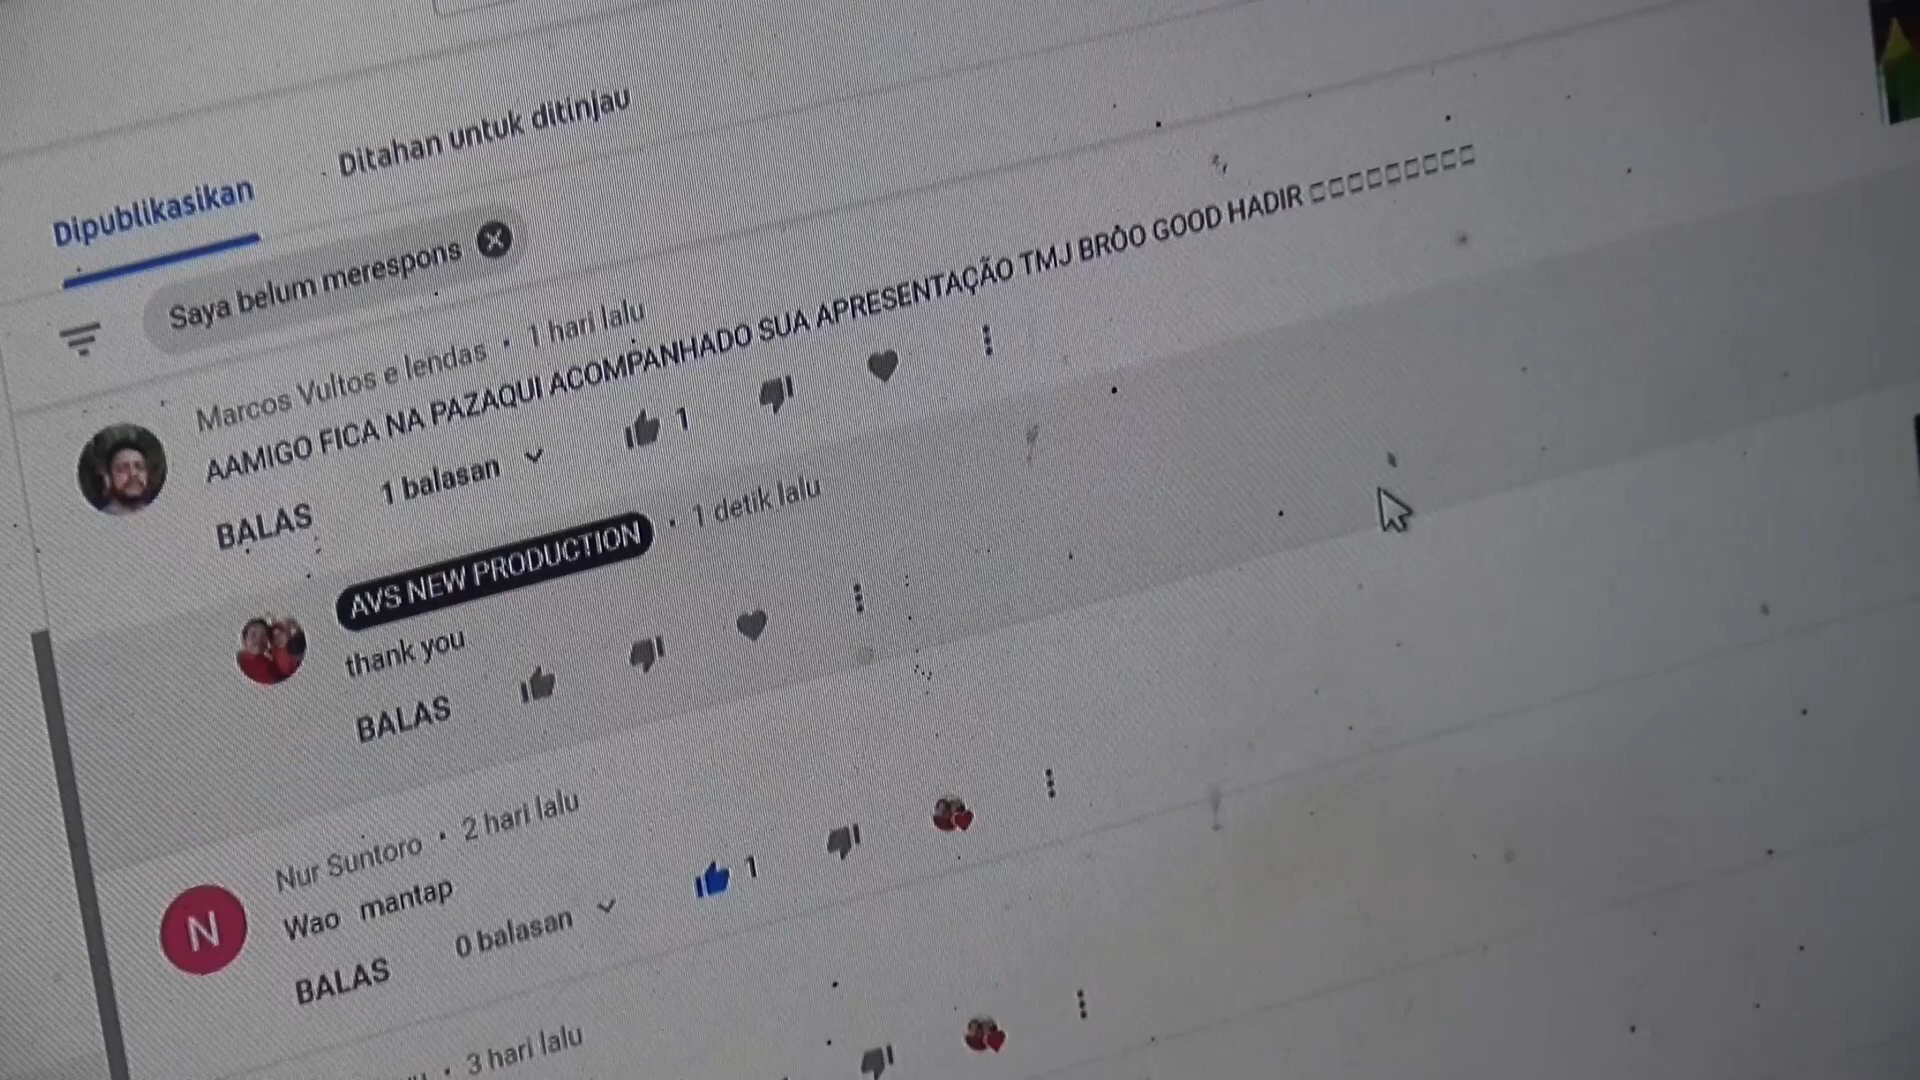 Dipublikasikan
Ditahan untuk ditinjau
Saya belum merespons
Marcos Vultos e lendas • 1 hari lalu
AAMIGO FICA NA PAZAQUI ACOMPANHADO SUA APRESENTAÇÃO TMJ BRÔO GOOD HADIR
BALAS
1 balasan
1
AVS NEW PRODUCTION • 1 detik lalu
thank you
BALAS
N
Nur Suntoro • 2 hari lalu
Wao mantap
BALAS
0 balasan
1
• 3 hari lalu